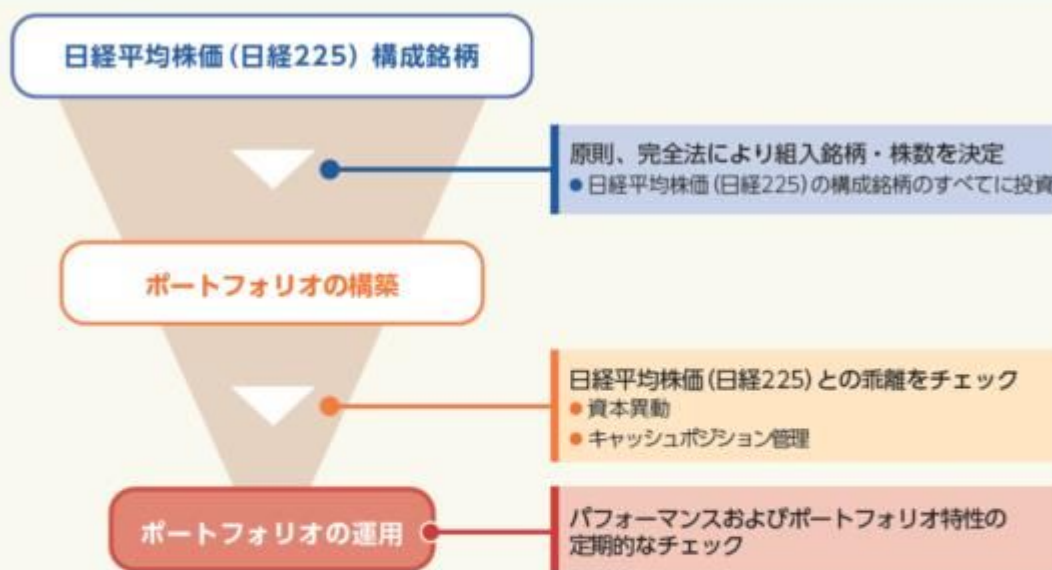 日経平均株価(日経225) 構成銘柄
原則、完全法により組入銘柄・株数を決定
●日経平均株価(日経225)の構成銘柄のすべてに投資
ポートフォリオの構築
日経平均株価(日経225)との乖離をチェック
●資本異動
●キャッシュポジション管理
ポートフォリオの運用
パフォーマンスおよびポートフォリオ特性の
定期的なチェック